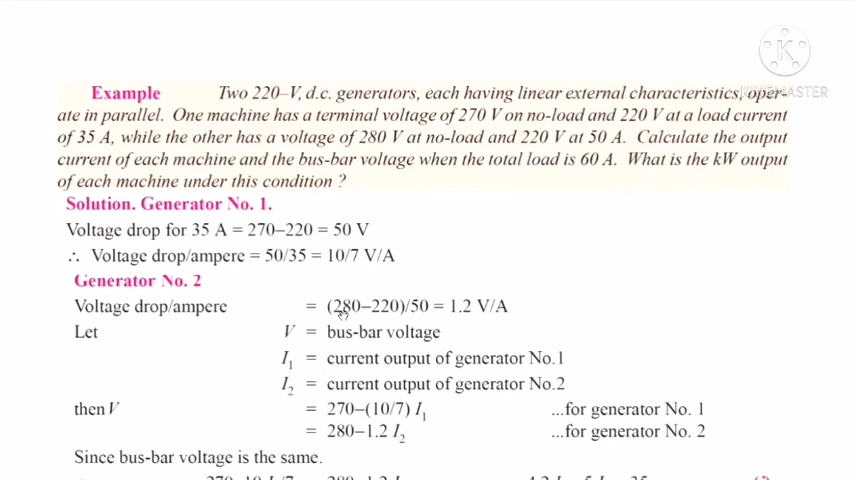 KINEMASTER
Example Two 220–V, d.c. generators, each having linear external characteristics, oper-
ate in parallel. One machine has a terminal voltage of 270 V on no-load and 220 V at a load current
of 35 A, while the other has a voltage of 280 V at no-load and 220 V at 50 A. Calculate the output
current of each machine and the bus-bar voltage when the total load is 60 A. What is the kW output
of each machine under this condition ?
Solution. Generator No. 1.
Voltage drop for 35 A = 270–220 = 50 V
∴ Voltage drop/ampere = 50/35 = 10/7 V/A
Generator No. 2
Voltage drop/ampere = (280–220)/50 = 1.2 V/A
Let V = bus-bar voltage
I₁ = current output of generator No.1
I₂ = current output of generator No.2
then V = 270–(10/7) I₁ ...for generator No. 1
= 280–1.2 I₂ ...for generator No. 2
Since bus-bar voltage is the same.